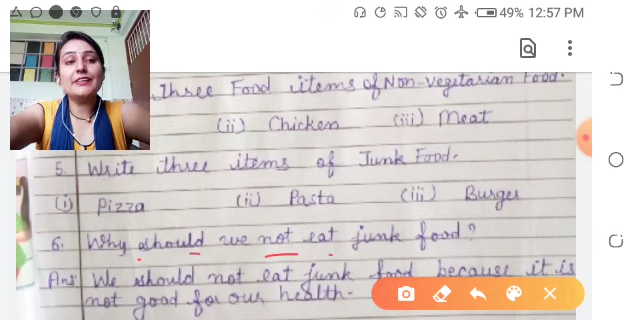 49% 12:57 PM
Three Food items of Non-Vegetarian Food.
(ii) Chicken (iii) Meat
5. Write three items of Junk Food.
(i) Pizza (ii) Pasta (iii) Burger
6. Why should we not eat junk food?
Ans: We should not eat junk food because it is
not good for our health-